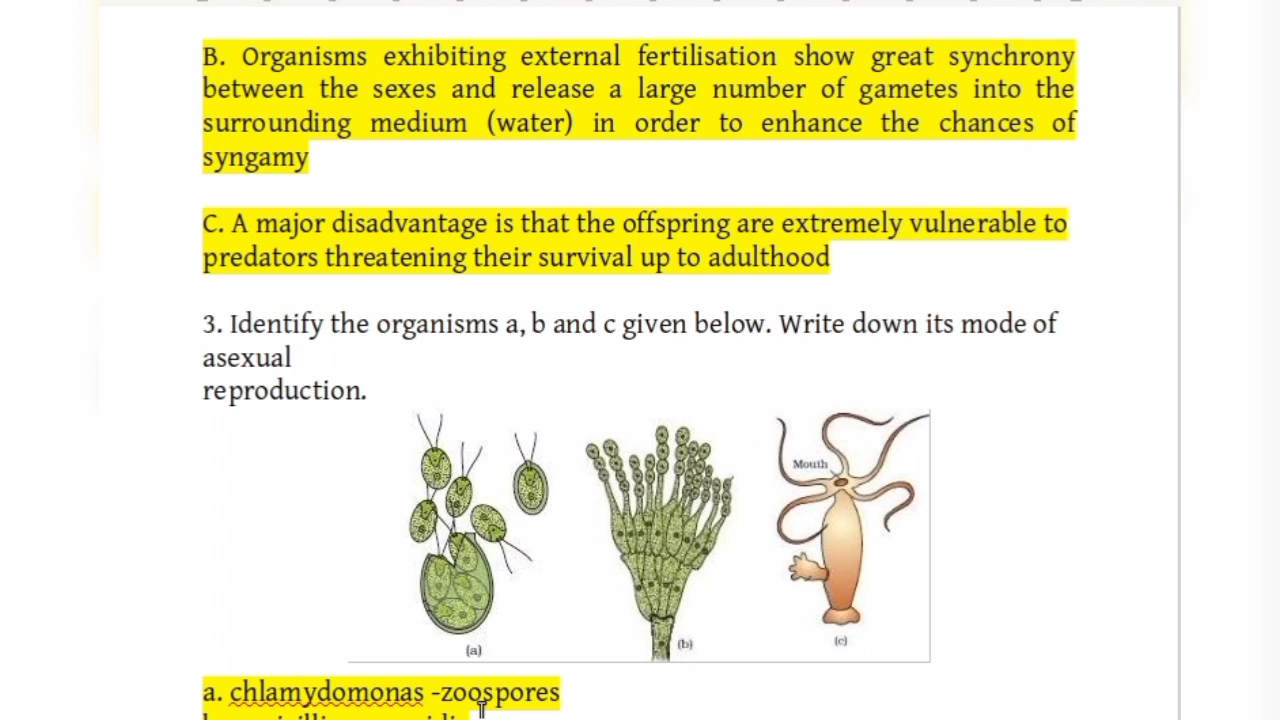 B. Organisms exhibiting external fertilisation show great synchrony
between the sexes and release a large number of gametes into the
surrounding medium (water) in order to enhance the chances of
syngamy
C. A major disadvantage is that the offspring are extremely vulnerable to
predators threatening their survival up to adulthood
3. Identify the organisms a, b and c given below. Write down its mode of
asexual
reproduction.
Mouth
(a)
(b)
(c)
a. chlamydomonas -zoospores